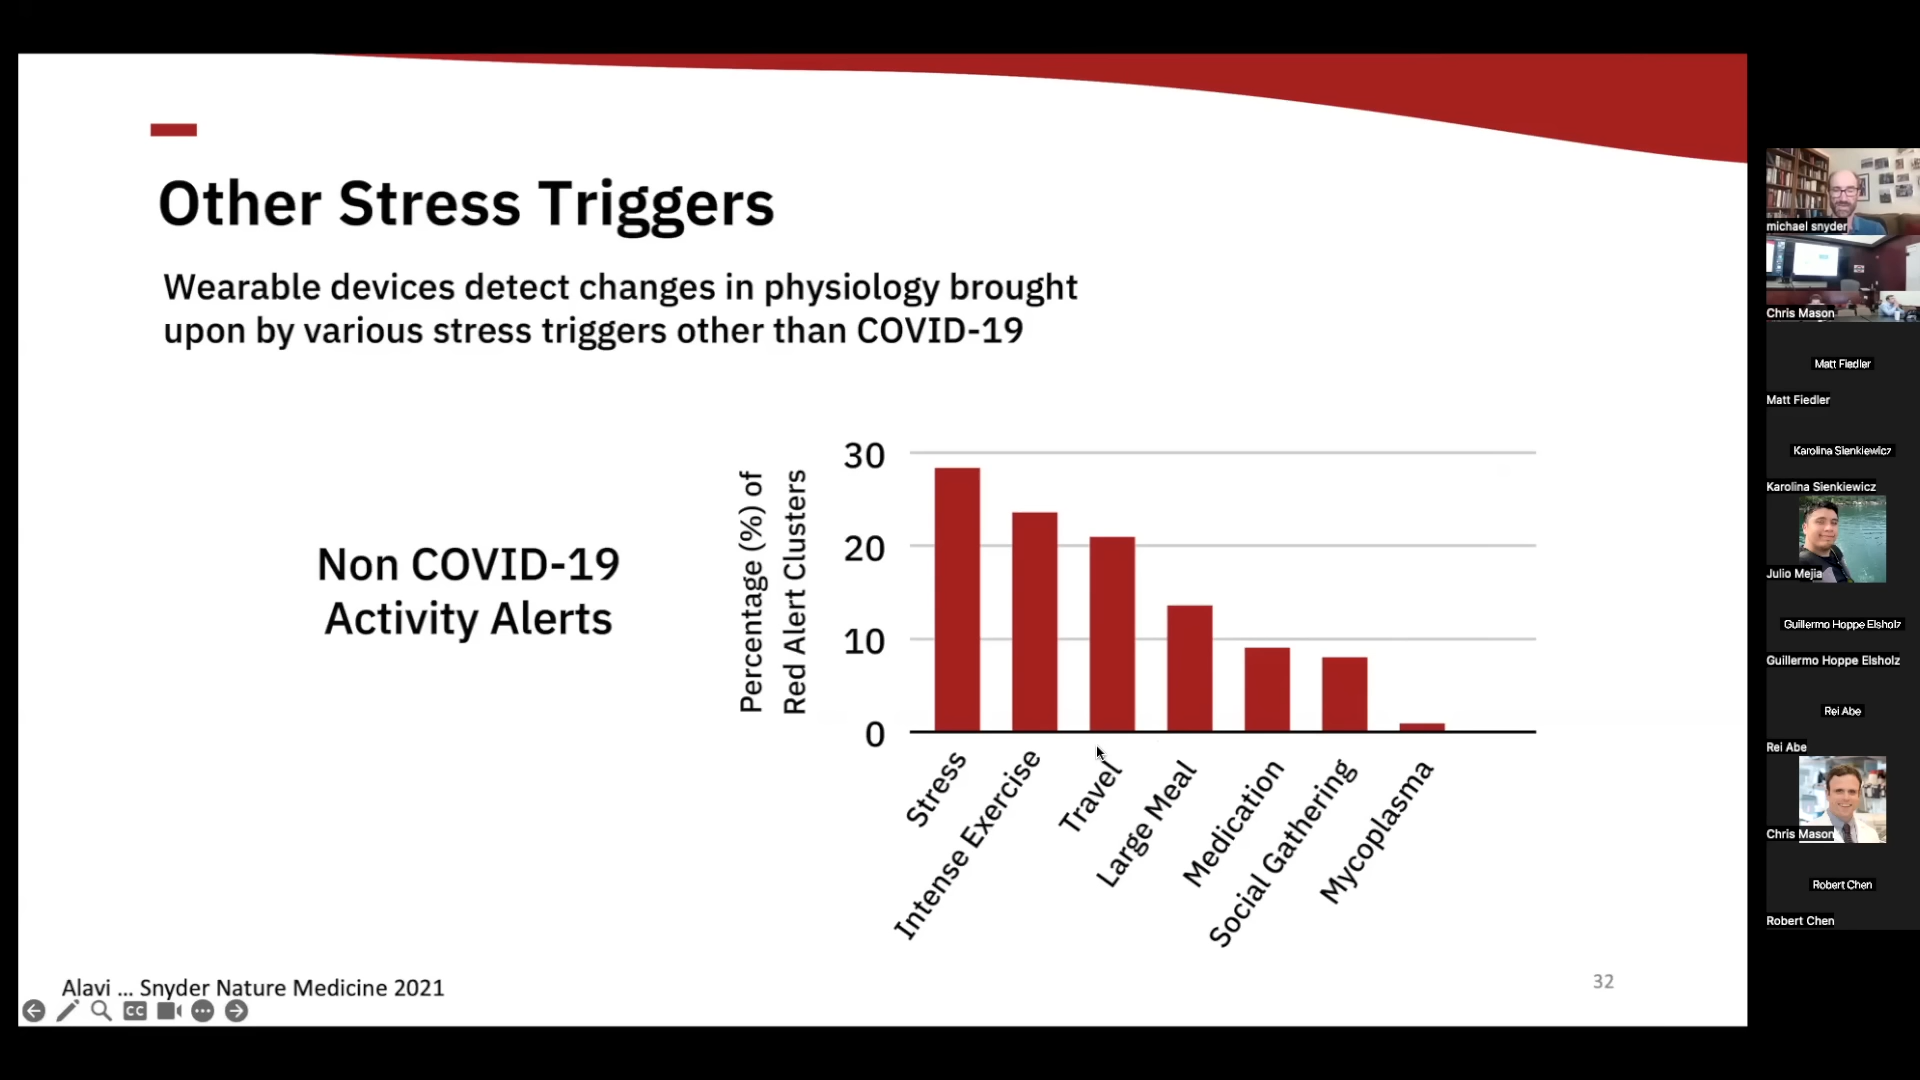 Other Stress Triggers
Wearable devices detect changes in physiology brought
upon by various stress triggers other than COVID-19
Non COVID-19
Activity Alerts
Percentage (%) of
Red Alert Clusters
30
20
10
0
Stress
Intense Exercise
Travel
Large Meal
Medication
Social Gathering
Mycoplasma
Alavi ... Snyder Nature Medicine 2021
32
CC
michael snyder
Chris Mason
Matt Fiedler
Matt Fiedler
Karolina Sienkiewicz
Karolina Sienkiewicz
Julio Mejia
Guillermo Hoppe Elsholz
Guillermo Hoppe Elsholz
Rei Abe
Rei Abe
Chris Mason
Robert Chen
Robert Chen